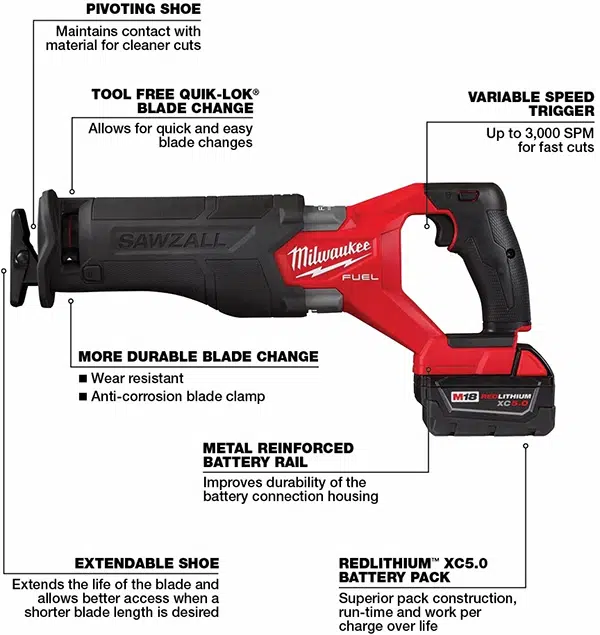 PIVOTING SHOE
Maintains contact with
material for cleaner cuts
TOOL FREE QUIK-LOK®
BLADE CHANGE
Allows for quick and easy
blade changes
VARIABLE SPEED
TRIGGER
Up to 3,000 SPM
for fast cuts
SAWZALL
Milwaukee
FUEL
MORE DURABLE BLADE CHANGE
■ Wear resistant
■ Anti-corrosion blade clamp
M18 REDLITHIUM
XC5.0
METAL REINFORCED
BATTERY RAIL
Improves durability of the
battery connection housing
EXTENDABLE SHOE
Extends the life of the blade and
allows better access when a
shorter blade length is desired
REDLITHIUM™ XC5.0
BATTERY PACK
Superior pack construction,
run-time and work per
charge over life